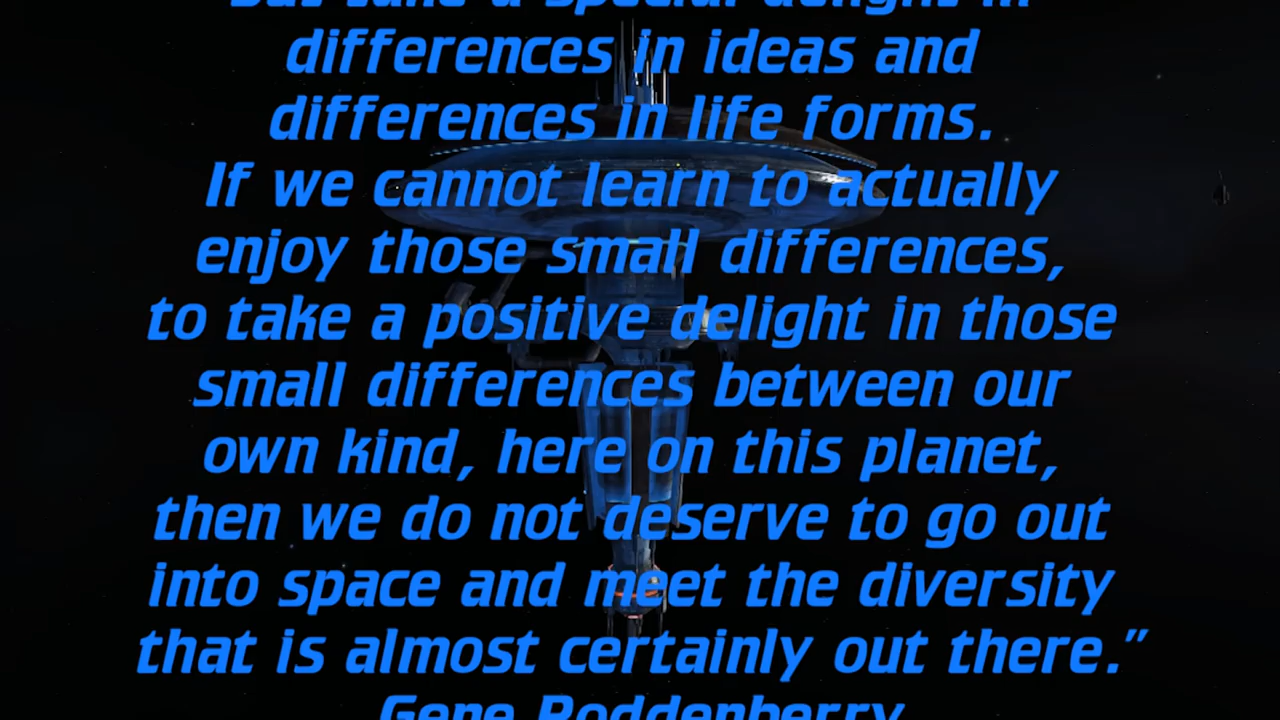 but take a special delight in
differences in ideas and
differences in life forms.
If we cannot learn to actually
enjoy those small differences,
to take a positive delight in those
small differences between our
own kind, here on this planet,
then we do not deserve to go out
into space and meet the diversity
that is almost certainly out there.”
Gene Roddenberry